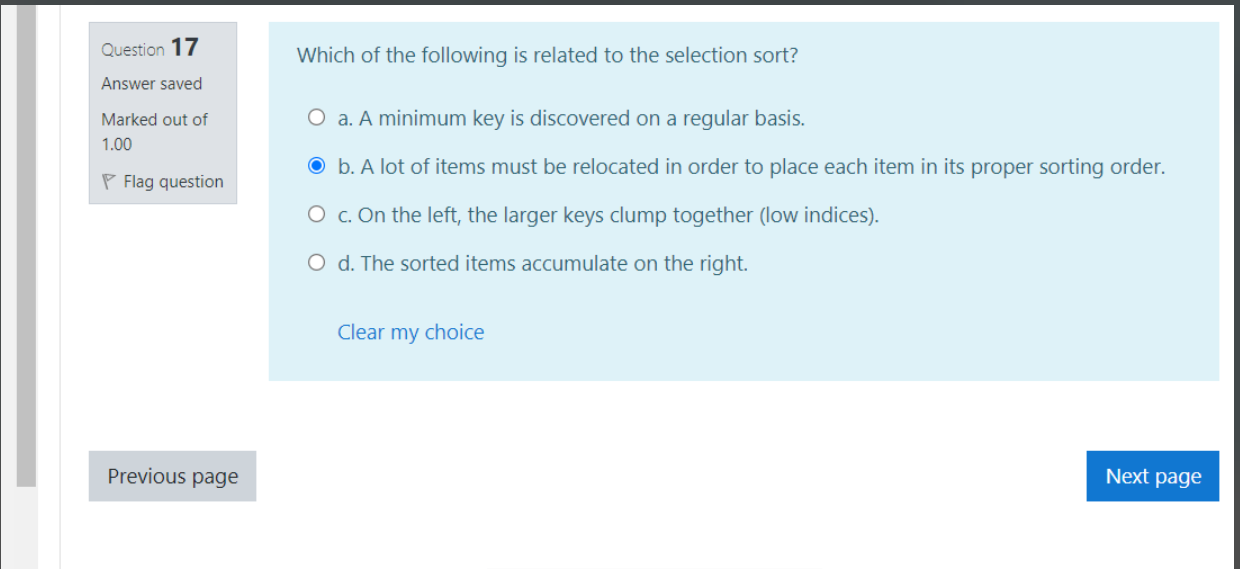 Question 17
Answer saved
Marked out of
1.00
Flag question
Which of the following is related to the selection sort?
a. A minimum key is discovered on a regular basis.
b. A lot of items must be relocated in order to place each item in its proper sorting order.
c. On the left, the larger keys clump together (low indices).
d. The sorted items accumulate on the right.
Clear my choice
Previous page
Next page